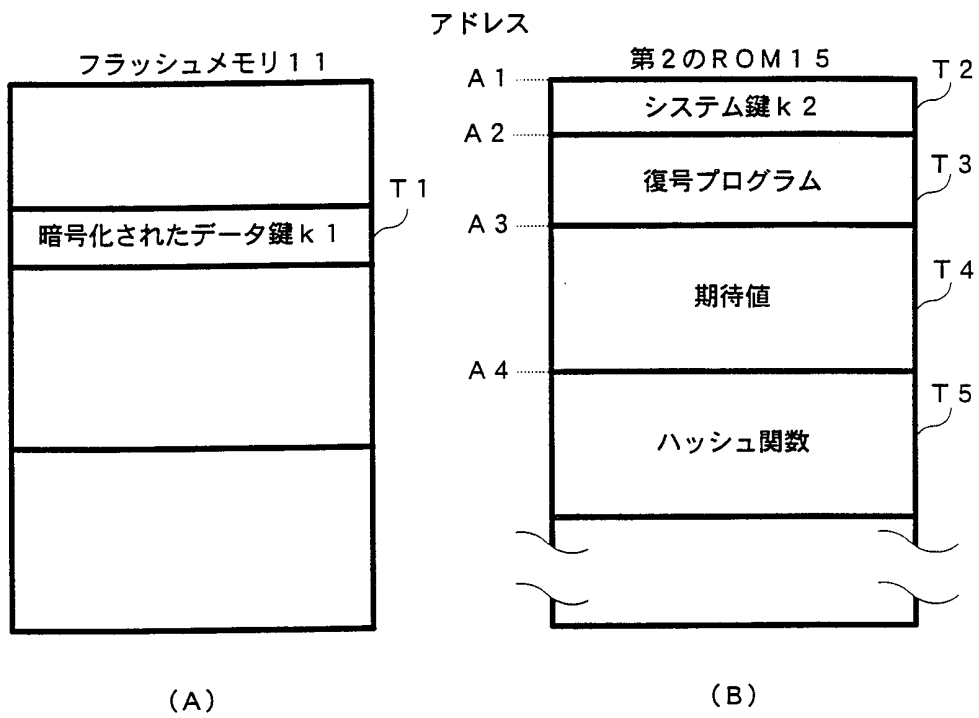 アドレス
フラッシュメモリ11
暗号化されたデータ鍵k1
T1
(A)
第2のROM15
A1
システム鍵k2
T2
A2
復号プログラム
T3
A3
期待値
T4
A4
ハッシュ関数
T5
(B)